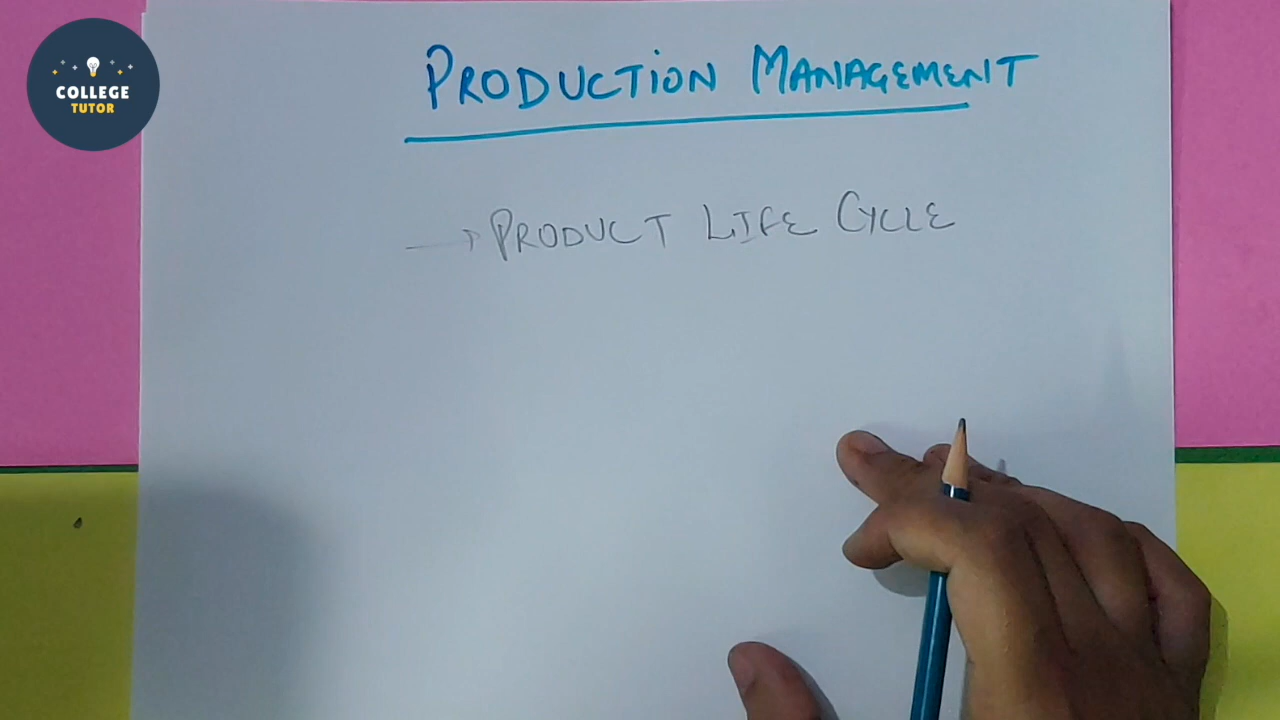 COLLEGE
TUTOR
PRODUCTION MANAGEMENT
→ PRODUCT LIFE CYCLE